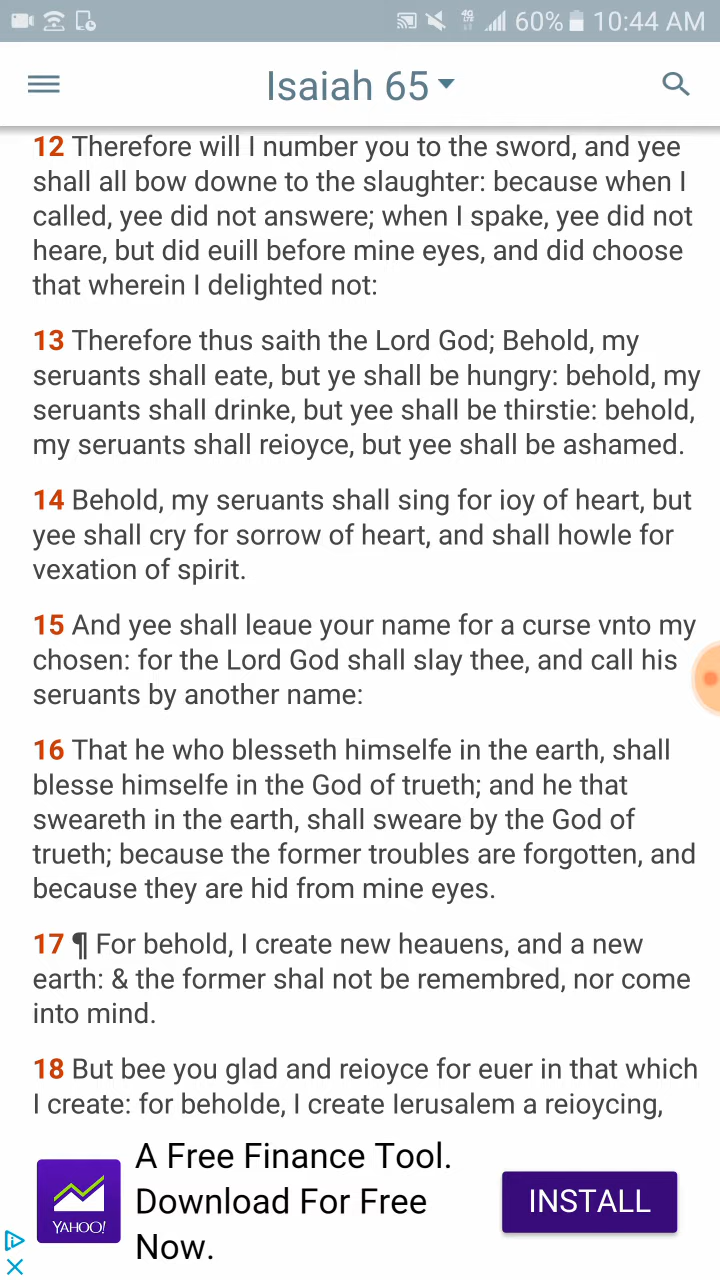 60% 10:44 AM
Isaiah 65
12 Therefore will I number you to the sword, and yee
shall all bow downe to the slaughter: because when I
called, yee did not answere; when I spake, yee did not
heare, but did euill before mine eyes, and did choose
that wherein I delighted not:
13 Therefore thus saith the Lord God; Behold, my
seruants shall eate, but ye shall be hungry: behold, my
seruants shall drinke, but yee shall be thirstie: behold,
my seruants shall reioyce, but yee shall be ashamed.
14 Behold, my seruants shall sing for ioy of heart, but
yee shall cry for sorrow of heart, and shall howle for
vexation of spirit.
15 And yee shall leaue your name for a curse vnto my
chosen: for the Lord God shall slay thee, and call his
seruants by another name:
16 That he who blesseth himselfe in the earth, shall
blesse himselfe in the God of trueth; and he that
sweareth in the earth, shall sweare by the God of
trueth; because the former troubles are forgotten, and
because they are hid from mine eyes.
17 ¶ For behold, I create new heauens, and a new
earth: & the former shal not be remembred, nor come
into mind.
18 But bee you glad and reioyce for euer in that which
I create: for beholde, I create Ierusalem a reioycing,
A Free Finance Tool.
Download For Free
Now.
INSTALL
YAHOO!